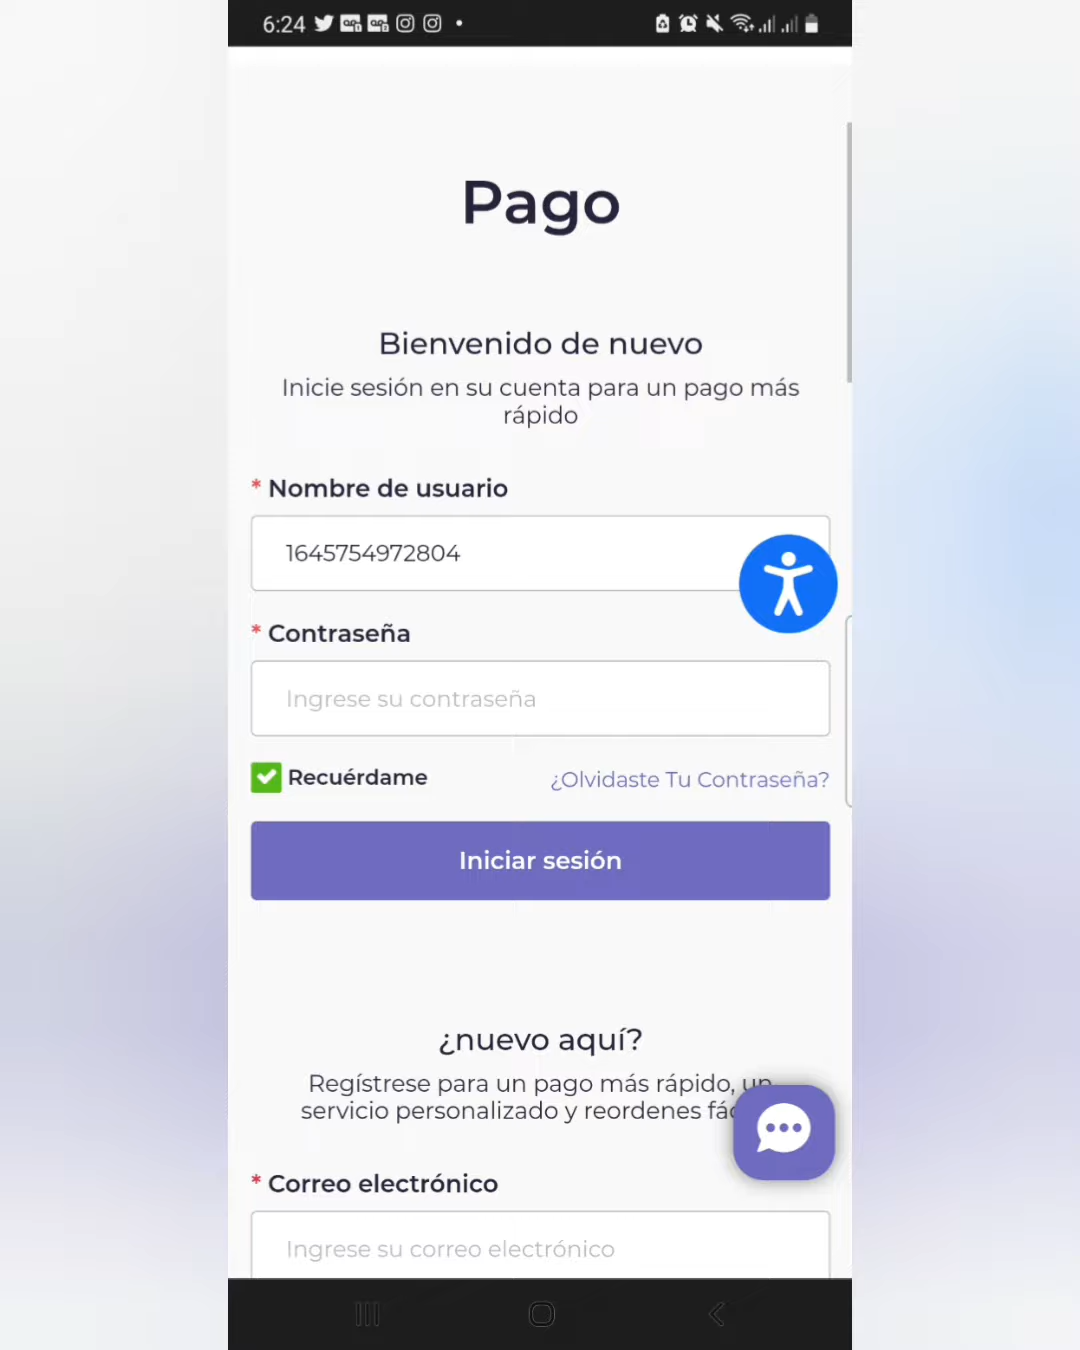 6:24
Pago
Bienvenido de nuevo
Inicie sesión en su cuenta para un pago más
rápido
* Nombre de usuario
1645754972804
* Contraseña
Ingrese su contraseña
Recuérdame
¿Olvidaste Tu Contraseña?
Iniciar sesión
¿nuevo aquí?
Regístrese para un pago más rápido, un
servicio personalizado y reordenes
* Correo electrónico
Ingrese su correo electrónico